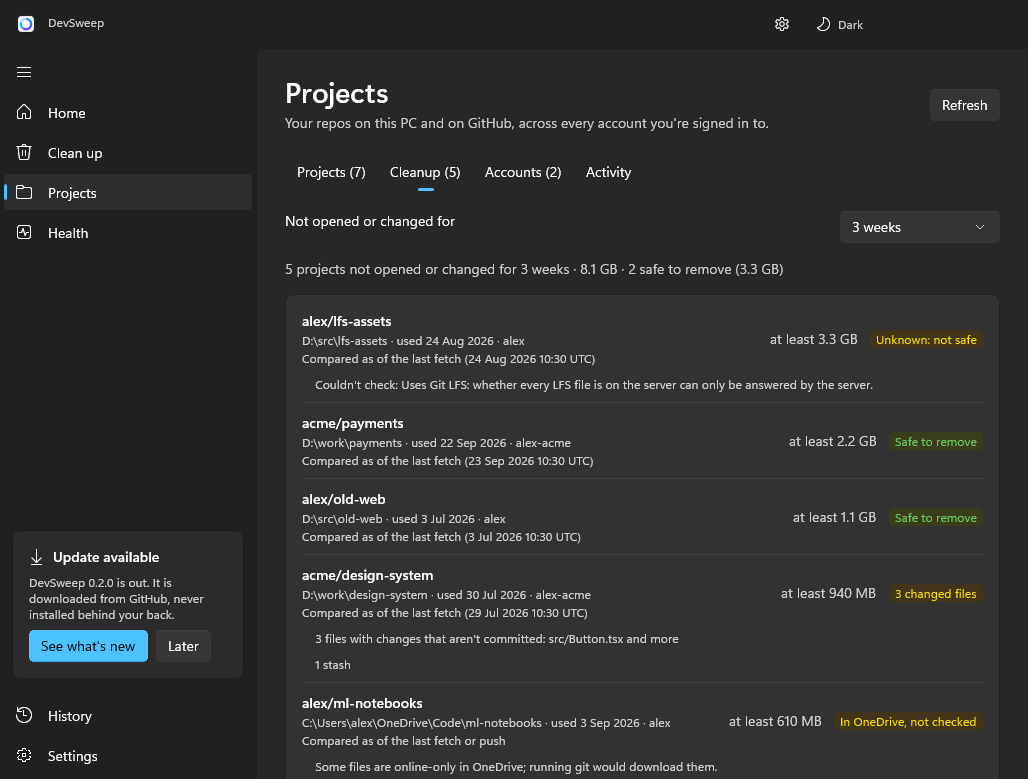 DevSweep
Dark
Home
Clean up
Projects
Health
Projects
Your repos on this PC and on GitHub, across every account you're signed in to.
Refresh
Projects (7)
Cleanup (5)
Accounts (2)
Activity
Not opened or changed for
3 weeks
5 projects not opened or changed for 3 weeks · 8.1 GB · 2 safe to remove (3.3 GB)
alex/lfs-assets
D:\src\lfs-assets · used 24 Aug 2026 · alex
Compared as of the last fetch (24 Aug 2026 10:30 UTC)
at least 3.3 GB
Unknown: not safe
Couldn't check: Uses Git LFS: whether every LFS file is on the server can only be answered by the server.
acme/payments
D:\work\payments · used 22 Sep 2026 · alex-acme
Compared as of the last fetch (23 Sep 2026 10:30 UTC)
at least 2.2 GB
Safe to remove
alex/old-web
D:\src\old-web · used 3 Jul 2026 · alex
Compared as of the last fetch (3 Jul 2026 10:30 UTC)
at least 1.1 GB
Safe to remove
acme/design-system
D:\work\design-system · used 30 Jul 2026 · alex-acme
Compared as of the last fetch (29 Jul 2026 10:30 UTC)
at least 940 MB
3 changed files
3 files with changes that aren't committed: src/Button.tsx and more
1 stash
alex/ml-notebooks
C:\Users\alex\OneDrive\Code\ml-notebooks · used 3 Sep 2026 · alex
Compared as of the last fetch or push
at least 610 MB
In OneDrive, not checked
Some files are online-only in OneDrive; running git would download them.
Update available
DevSweep 0.2.0 is out. It is
downloaded from GitHub, never
installed behind your back.
See what's new
Later
History
Settings